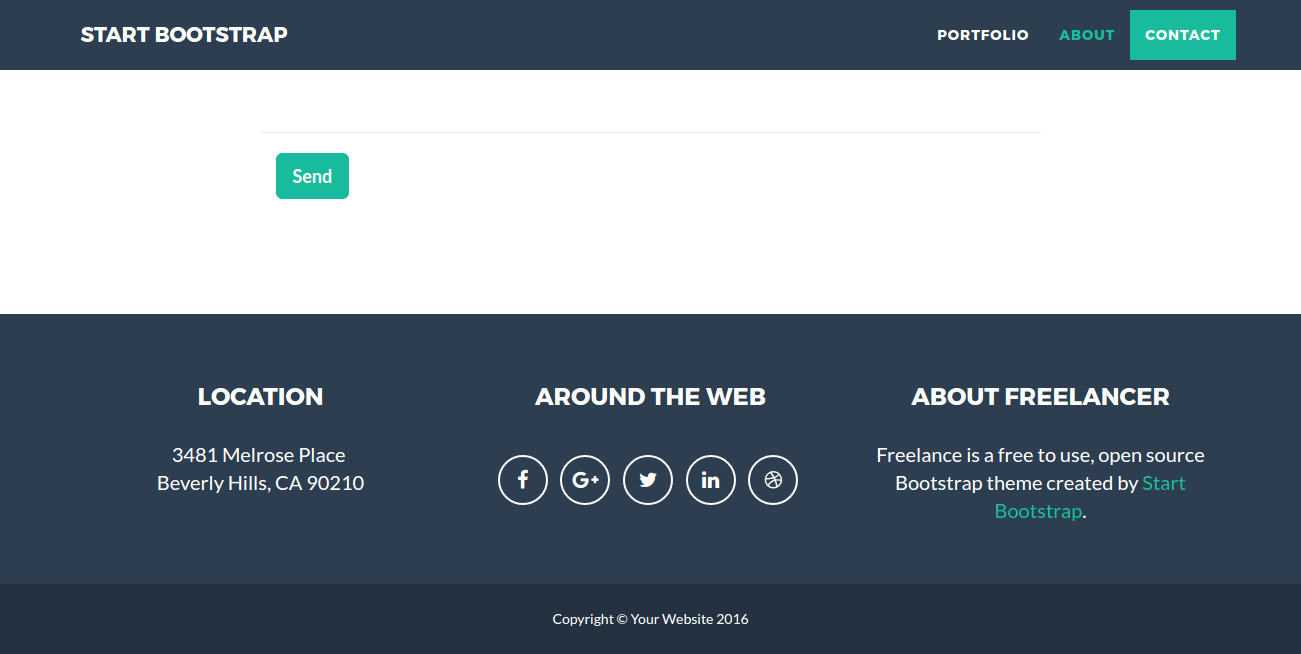 START BOOTSTRAP
PORTFOLIO
ABOUT
CONTACT
Send
LOCATION
3481 Melrose Place
Beverly Hills, CA 90210
AROUND THE WEB
ABOUT FREELANCER
Freelance is a free to use, open source
Bootstrap theme created by Start
Bootstrap.
Copyright © Your Website 2016